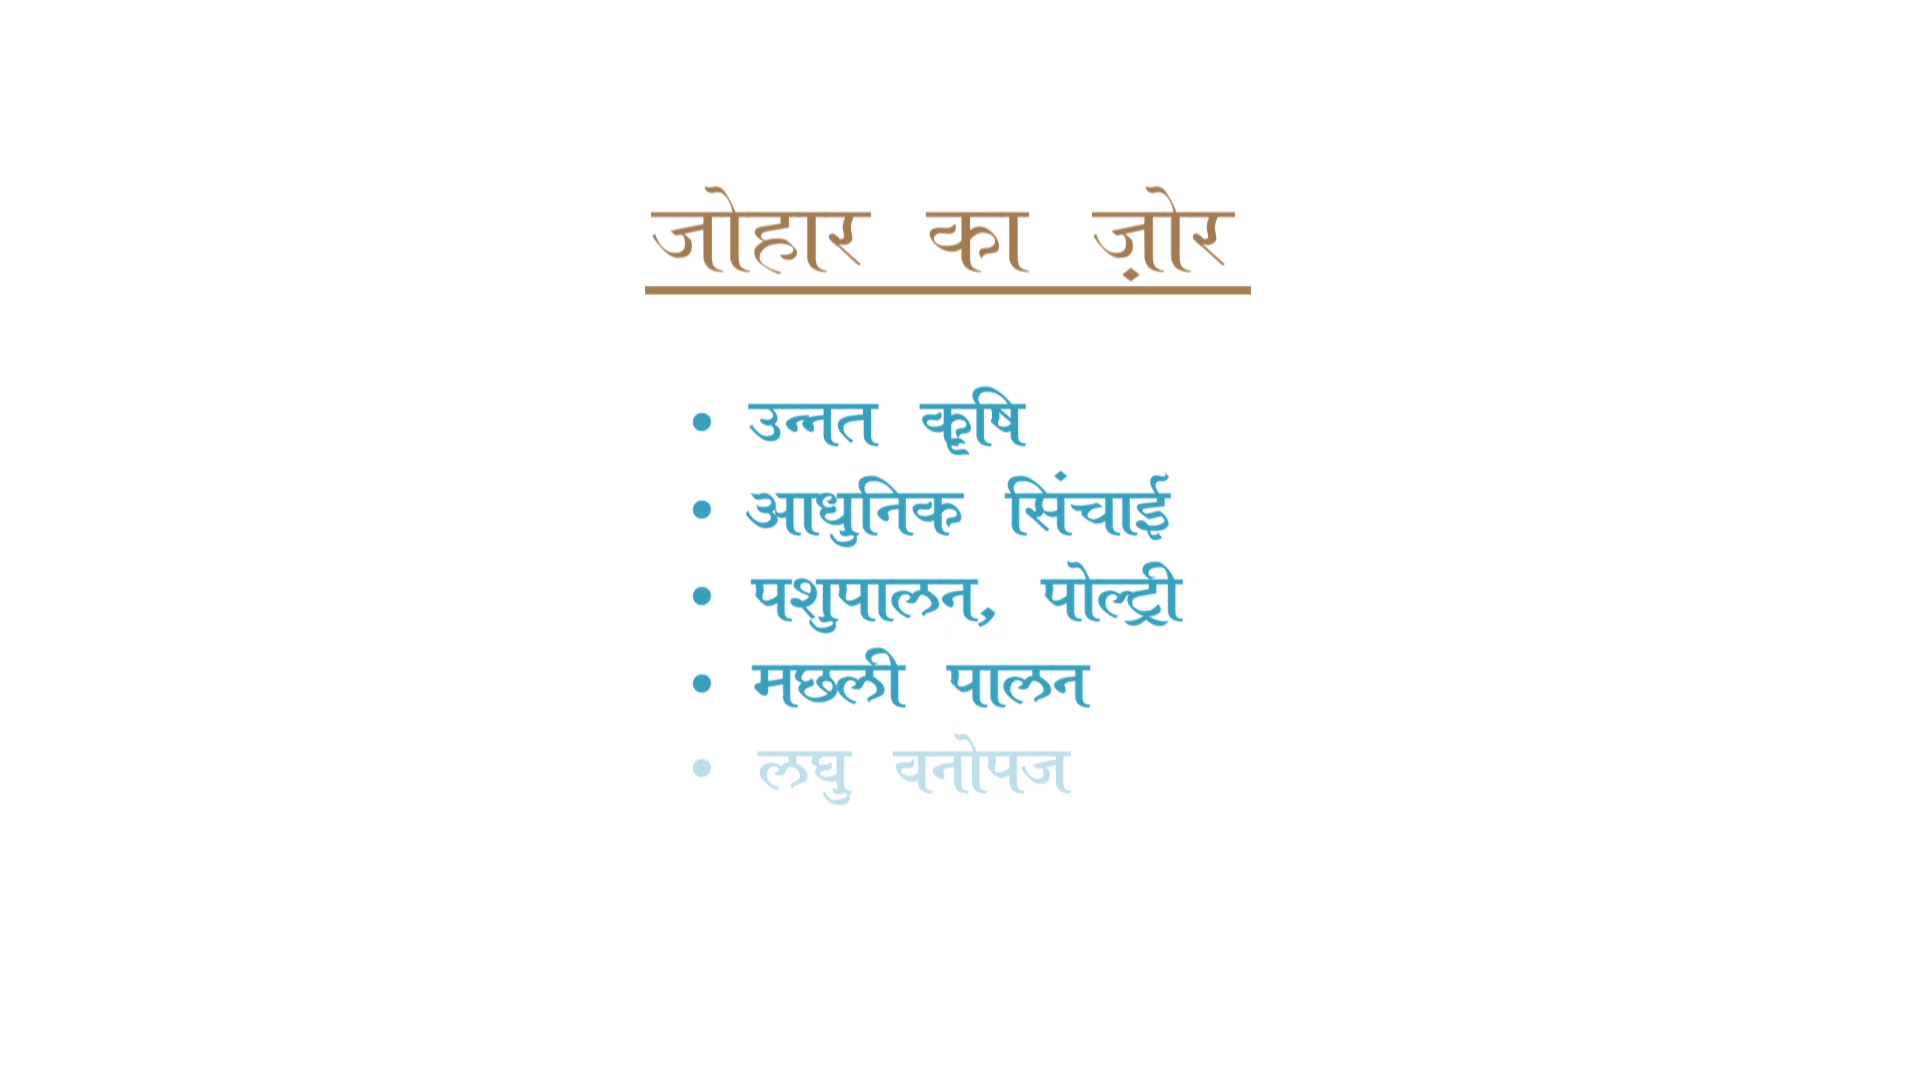 जोहार का ज़ोर
• उन्नत कृषि
• आधुनिक सिंचाई
• पशुपालन, पोल्ट्री
• मछली पालन
• लघु वनोपज